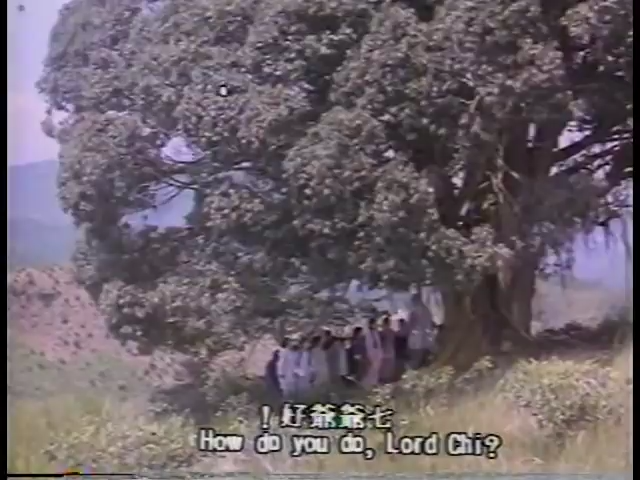 七爺爺好！
How do you do, Lord Chi?